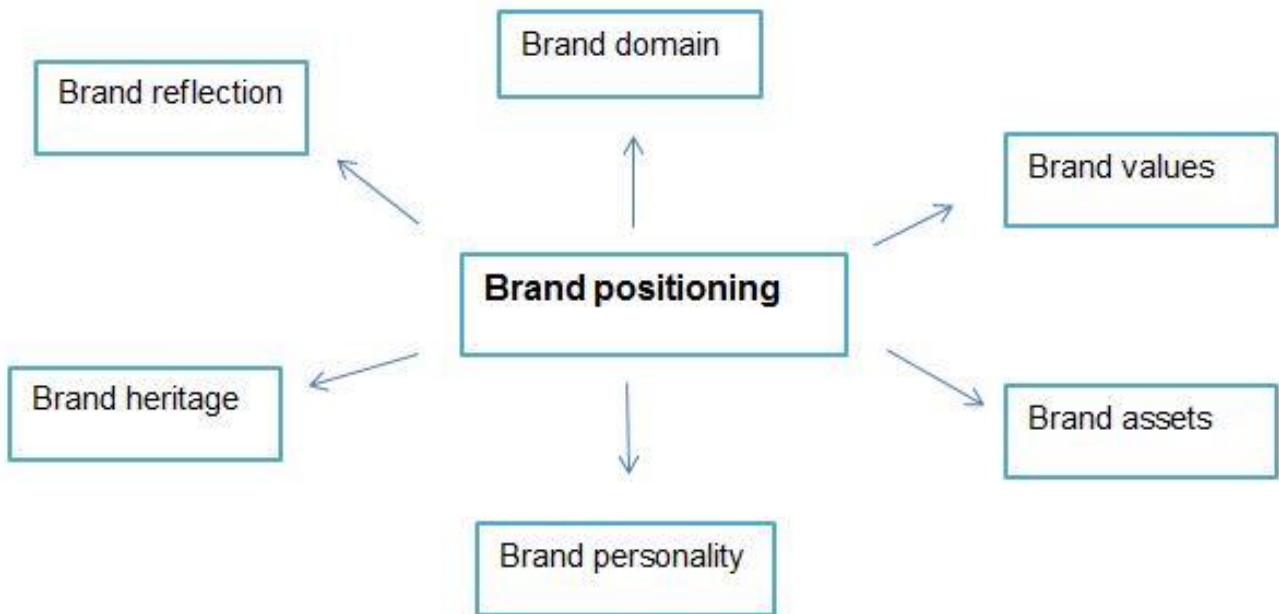 Brand domain
Brand reflection
Brand values
Brand positioning
Brand heritage
Brand assets
Brand personality